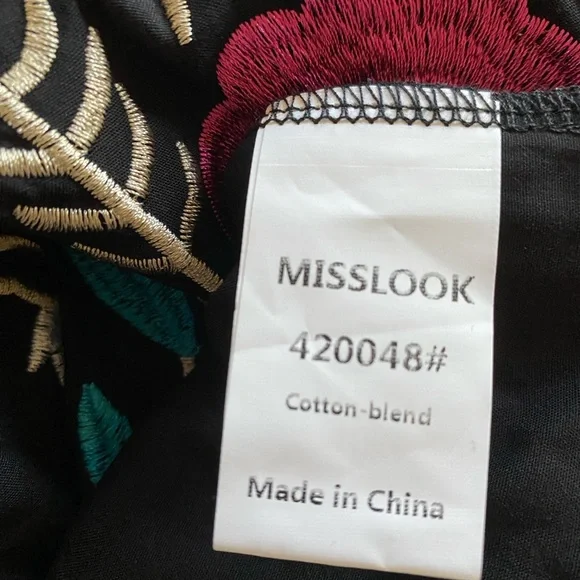 MISSLOOK
420048#
Cotton-blend
Made in China